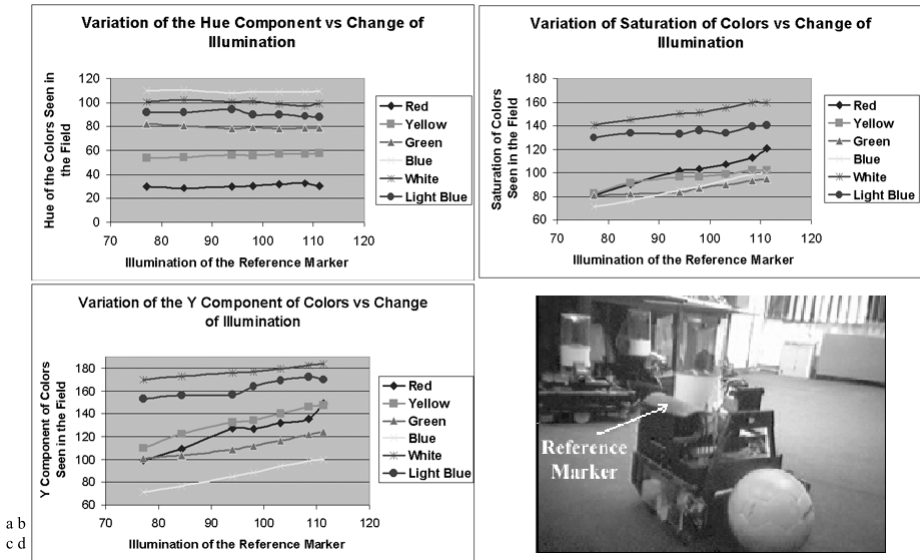 Variation of the Hue Component vs Change of
Illumination
Hue of the Colors Seen in
the Field
120
100
80
60
40
20
0
70
80
90
100
110
120
Illumination of the Reference Marker
Red
Yellow
Green
Blue
White
Light Blue
Variation of Saturation of Colors vs Change of
Illumination
Saturation of Colors
Seen in the Field
180
160
140
120
100
80
60
70
80
90
100
110
120
Illumination of the Reference Marker
Red
Yellow
Green
Blue
White
Light Blue
Variation of the Y Component of Colors vs Change
of Illumination
Y Component of Colors
Seen in the Field
180
160
140
120
100
80
60
70
80
90
100
110
120
Illumination of the Reference Marker
Red
Yellow
Green
Blue
White
Light Blue
Reference
Marker
a b
c d